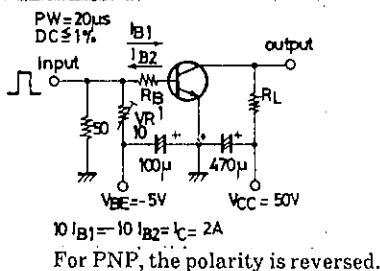 PW=20μs
DC≤1%
IB1
IB2
input
output
RB
RL
VR
50
10
1
+
+
100μ
470μ
VBE=-5V
VCC=50V
10 IB1=-10 IB2=IC=2A
For PNP, the polarity is reversed.